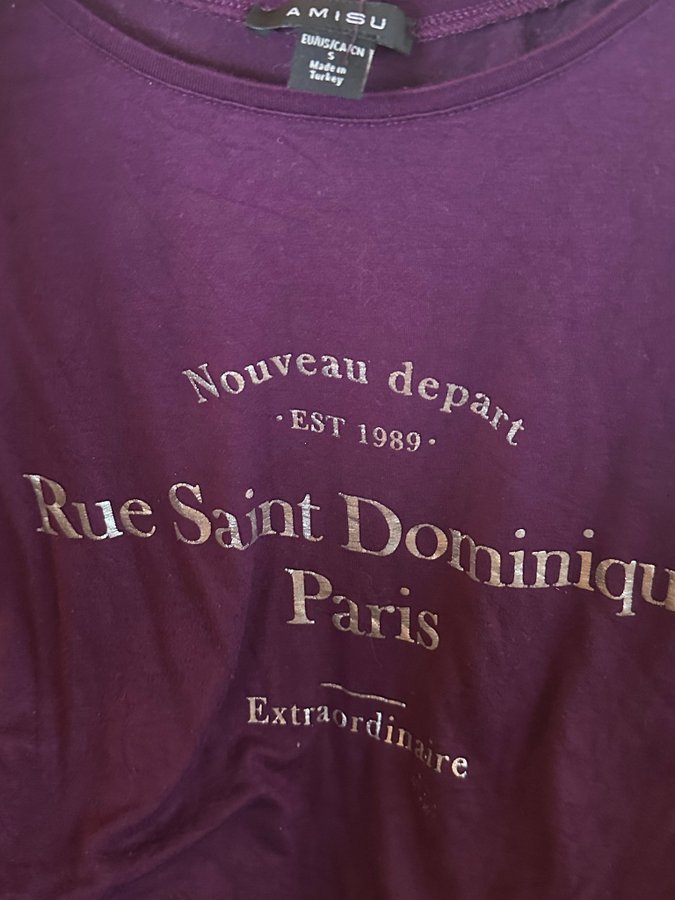 AMISU
EU/US/CA/CN
S
Made in
Turkey
Nouveau depart
·EST 1989·
Rue Saint Dominiqu
Paris
Extraordinaire